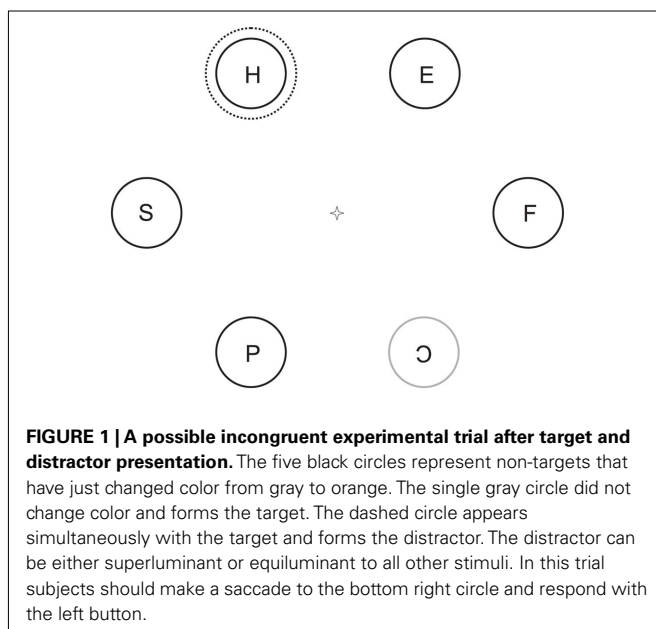 H E
S F
P Ɔ
FIGURE 1 | A possible incongruent experimental trial after target and
distractor presentation. The five black circles represent non-targets that
have just changed color from gray to orange. The single gray circle did not
change color and forms the target. The dashed circle appears
simultaneously with the target and forms the distractor. The distractor can
be either superluminant or equiluminant to all other stimuli. In this trial
subjects should make a saccade to the bottom right circle and respond with
the left button.